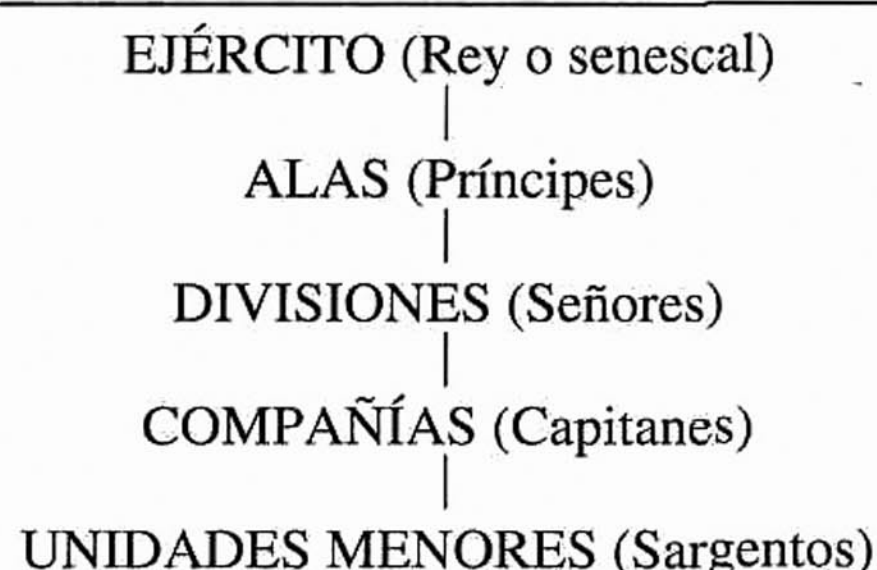 EJÉRCITO (Rey o senescal)
ALAS (Príncipes)
DIVISIONES (Señores)
COMPAÑÍAS (Capitanes)
UNIDADES MENORES (Sargentos)